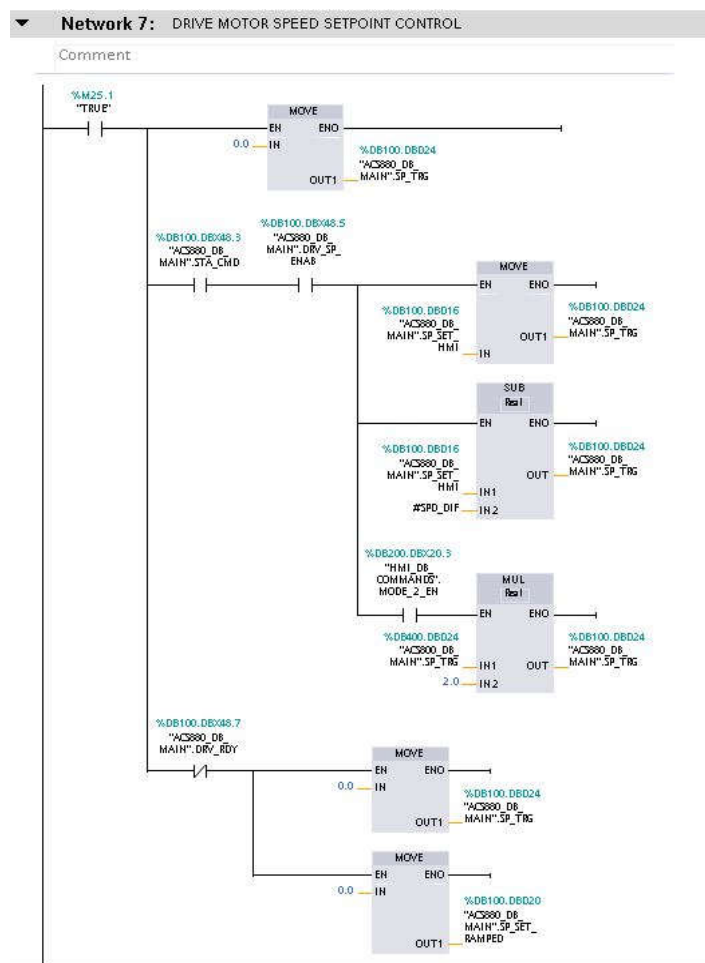 Network 7: DRIVE MOTOR SPEED SETPOINT CONTROL
Comment
%M25.1
"TRUE"
MOVE
EN ENO
0.0 IN
%DB100.DBD24
"ACS880_DB_
OUT1 MAIN".SP_TRG
%DB100.DBX48.3
"ACS880_DB_
MAIN".STA_CMD
%DB100.DBX48.5
"ACS880_DB_
MAIN".DRV_SP_
ENAB
MOVE
EN ENO
%DB100.DBD16
"ACS880_DB_
MAIN".SP_SET_
HMI IN
%DB100.DBD24
"ACS880_DB_
OUT1 MAIN".SP_TRG
SUB
Real
EN ENO
%DB100.DBD16
"ACS880_DB_
MAIN".SP_SET_
HMI IN1
#SPD_DIF IN2
%DB100.DBD24
"ACS880_DB_
OUT MAIN".SP_TRG
%DB200.DBX20.3
"HMI_DB_
COMMANDS".
MODE_2_EN
MUL
Real
EN ENO
%DB400.DBD24
"ACS800_DB_
MAIN".SP_TRG IN1
2.0 IN2
%DB100.DBD24
"ACS880_DB_
OUT MAIN".SP_TRG
%DB100.DBX48.7
"ACS880_DB_
MAIN".DRV_RDY
MOVE
EN ENO
0.0 IN
%DB100.DBD24
"ACS880_DB_
OUT1 MAIN".SP_TRG
MOVE
EN ENO
0.0 IN
%DB100.DBD20
"ACS880_DB_
MAIN".SP_SET_
OUT1 RAMPED